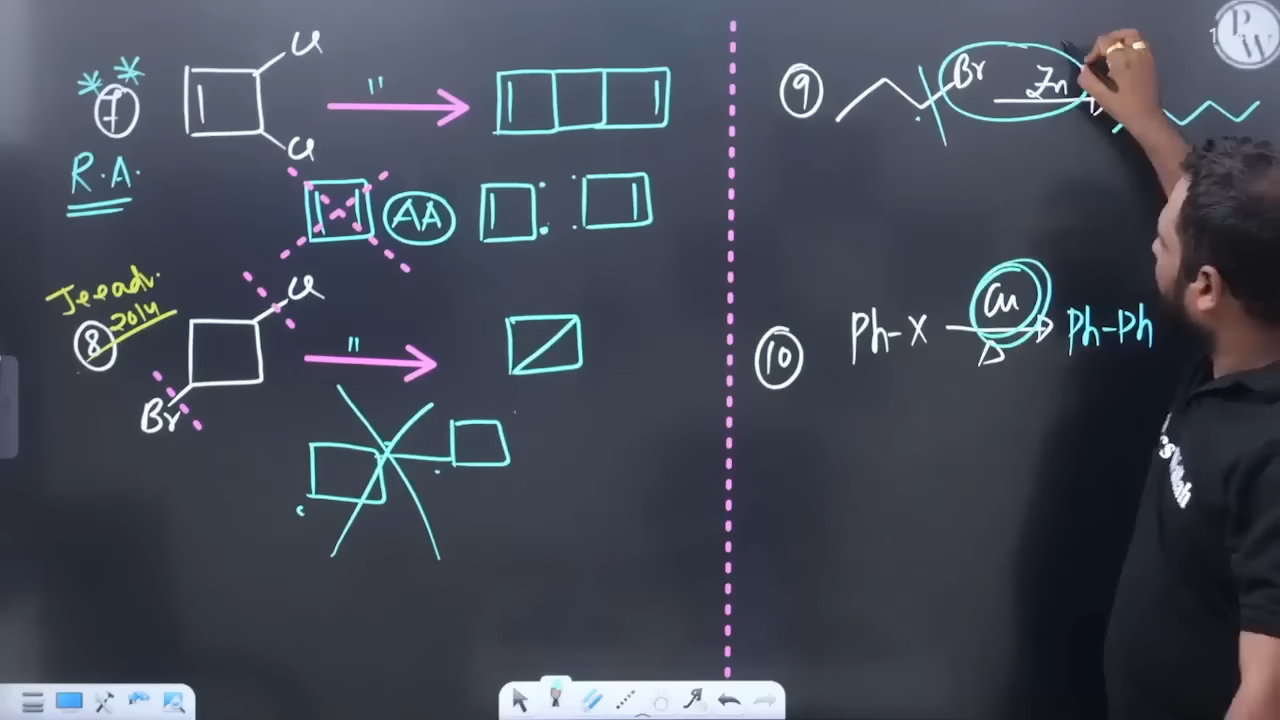 7
Cl
"
Cl
R.A.
AA
Jeeadv.
2014
8
Cl
"
Br
9
Br
Zn
10
Ph-X
Cu
Δ
Ph-Ph
PW